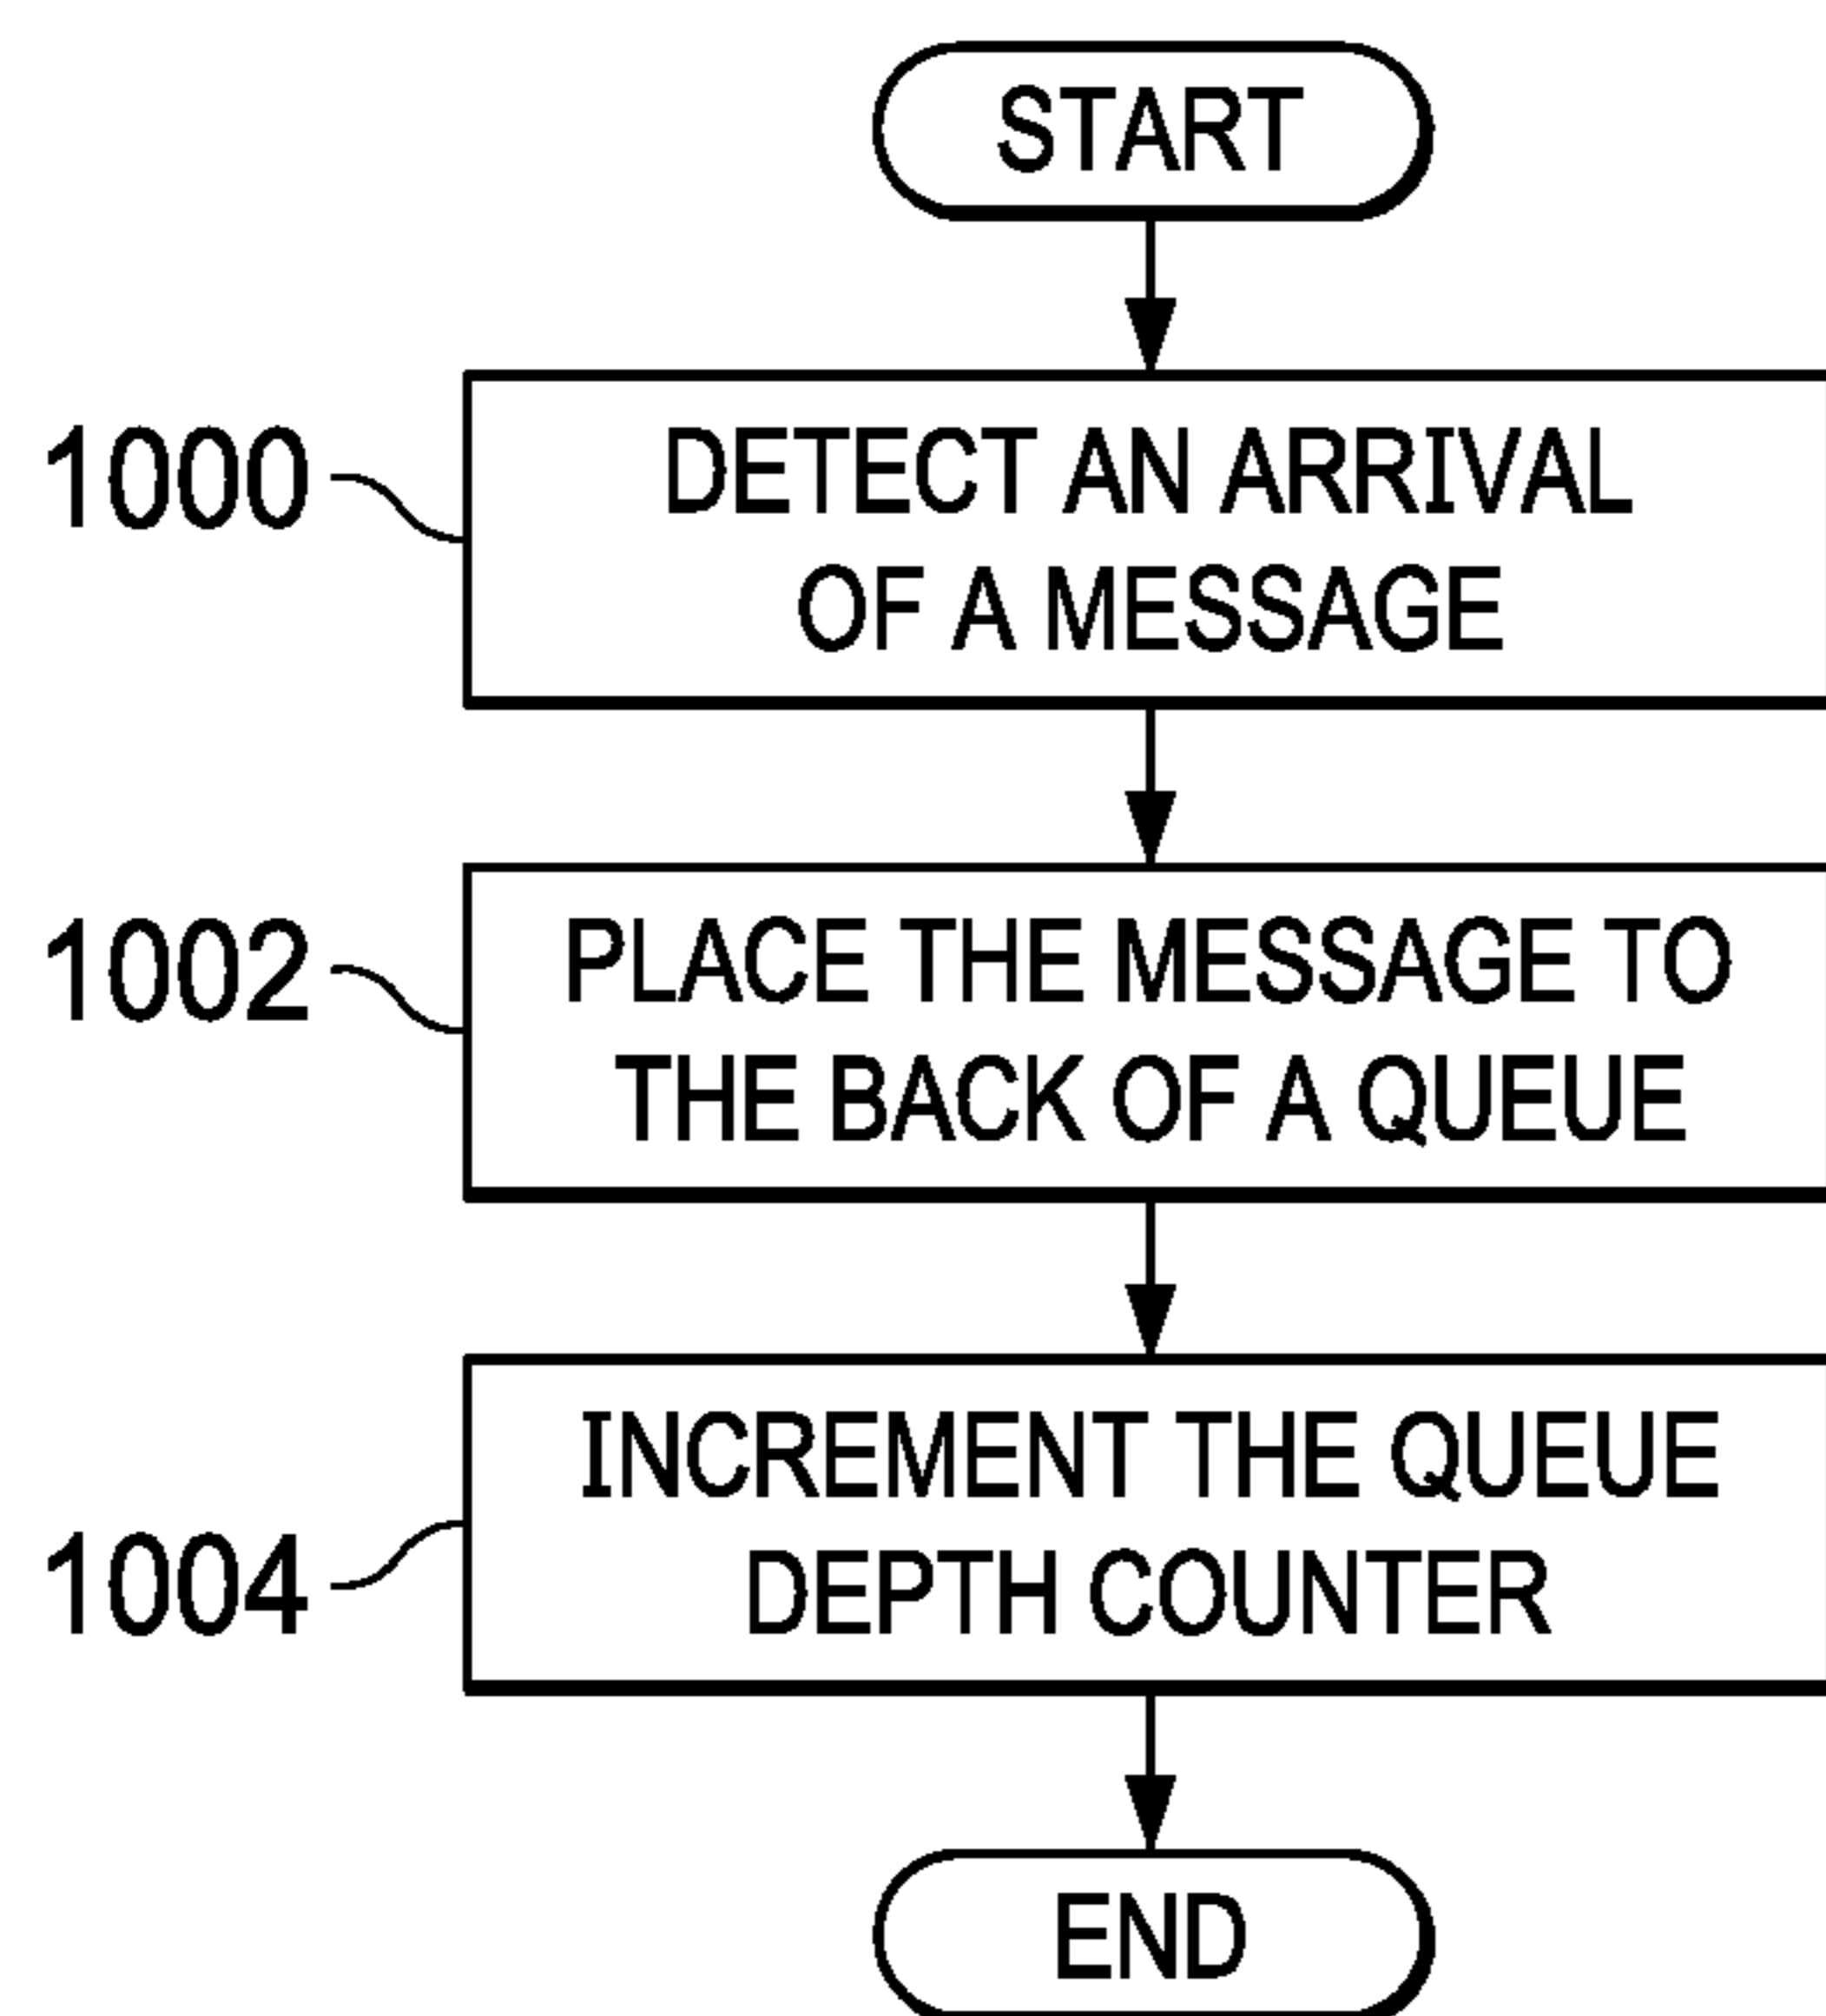 START
1000
DETECT AN ARRIVAL
OF A MESSAGE
1002
PLACE THE MESSAGE TO
THE BACK OF A QUEUE
INCREMENT THE QUEUE
1004
DEPTH COUNTER
END